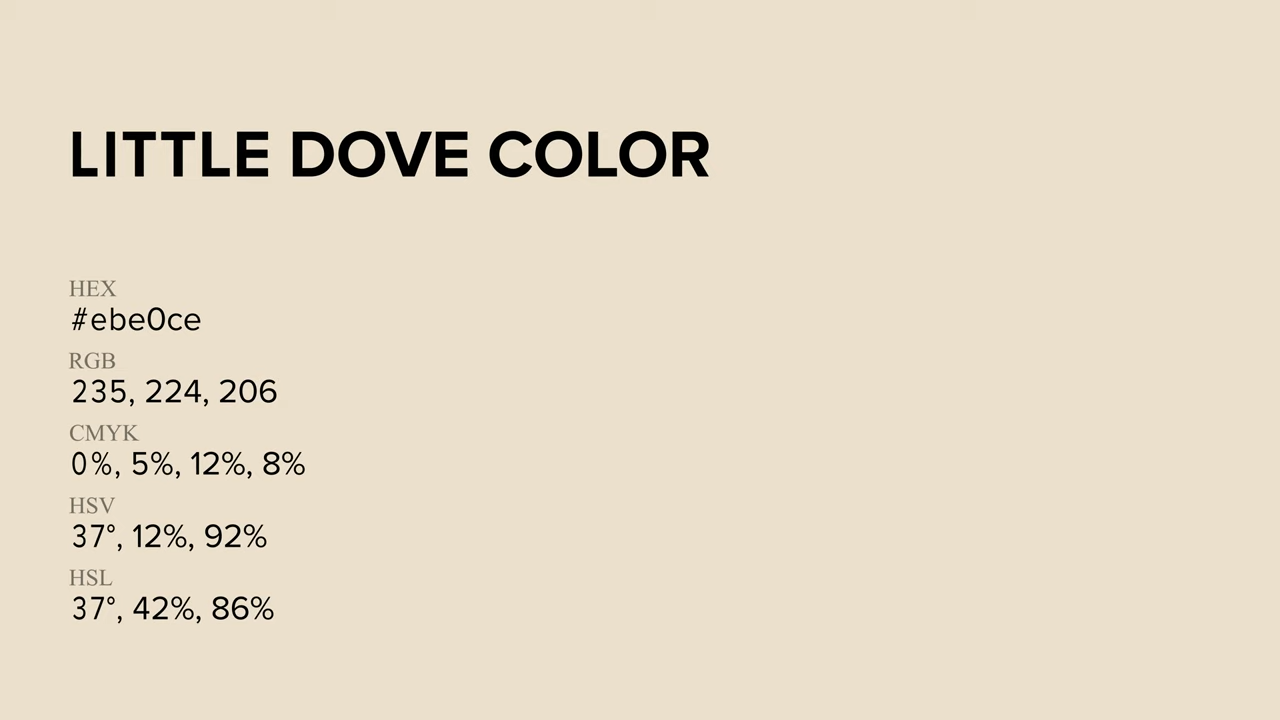 LITTLE DOVE COLOR
HEX
#ebe0ce
RGB
235, 224, 206
CMYK
0%, 5%, 12%, 8%
HSV
37°, 12%, 92%
HSL
37°, 42%, 86%